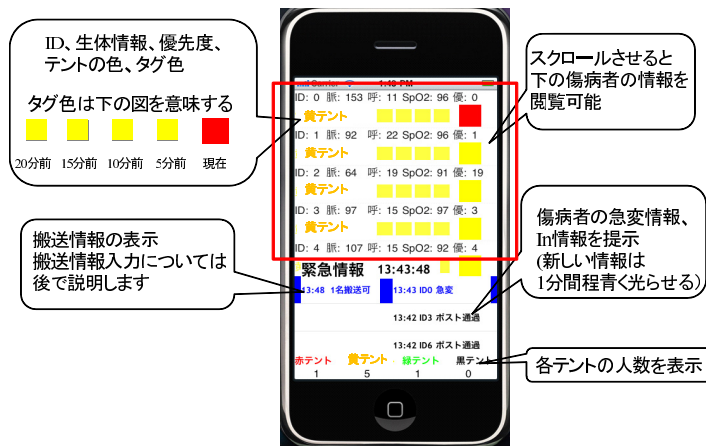 ID、生体情報、優先度、
テントの色、タグ色
タグ色は下の図を意味する
20分前 15分前 10分前 5分前 現在
スクロールさせると
下の傷病者の情報を
閲覧可能
搬送情報の表示
搬送情報入力については
後で説明します
傷病者の急変情報、
In情報を提示
(新しい情報は
1分間程青く光らせる)
各テントの人数を表示
Carrier 1:43 PM
ID: 0 脈: 153 呼: 11 SpO2: 96 優: 0
黄テント
ID: 1 脈: 92 呼: 22 SpO2: 96 優: 1
黄テント
ID: 2 脈: 64 呼: 19 SpO2: 91 優: 19
黄テント
ID: 3 脈: 97 呼: 15 SpO2: 97 優: 3
黄テント
ID: 4 脈: 107 呼: 15 SpO2: 92 優: 4
緊急情報 13:43:48
13:48 1名搬送可 13:43 ID0 急変
13:42 ID3 ポスト通過
13:42 ID6 ポスト通過
赤テント 黄テント 緑テント 黒テント
1 5 1 0